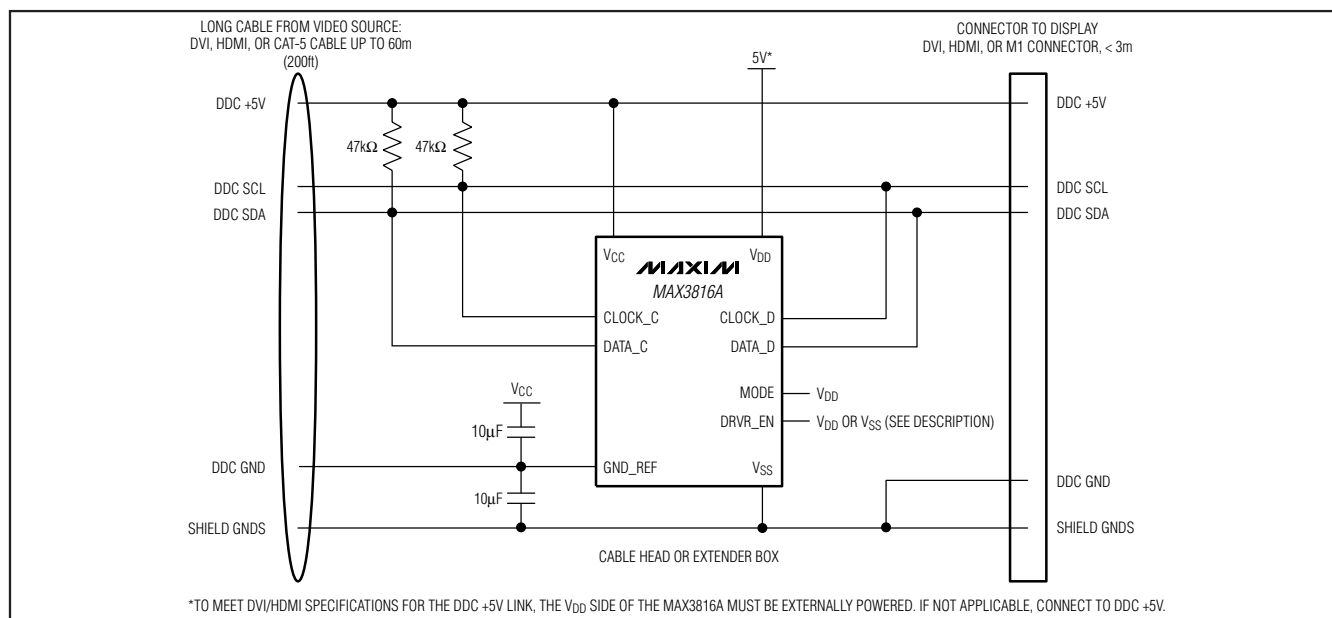 LONG CABLE FROM VIDEO SOURCE:
DVI, HDMI, OR CAT-5 CABLE UP TO 60m
(200ft)
CONNECTOR TO DISPLAY
DVI, HDMI, OR M1 CONNECTOR, < 3m
5V*
DDC +5V
DDC +5V
47kΩ
47kΩ
DDC SCL
DDC SCL
DDC SDA
DDC SDA
VCC
VDD
MAXIM
MAX3816A
CLOCK_C
CLOCK_D
DATA_C
DATA_D
MODE
VDD
VCC
DRVR_EN
VDD OR VSS (SEE DESCRIPTION)
10µF
DDC GND
GND_REF
VSS
DDC GND
10µF
SHIELD GNDS
SHIELD GNDS
CABLE HEAD OR EXTENDER BOX
*TO MEET DVI/HDMI SPECIFICATIONS FOR THE DDC +5V LINK, THE VDD SIDE OF THE MAX3816A MUST BE EXTERNALLY POWERED. IF NOT APPLICABLE, CONNECT TO DDC +5V.